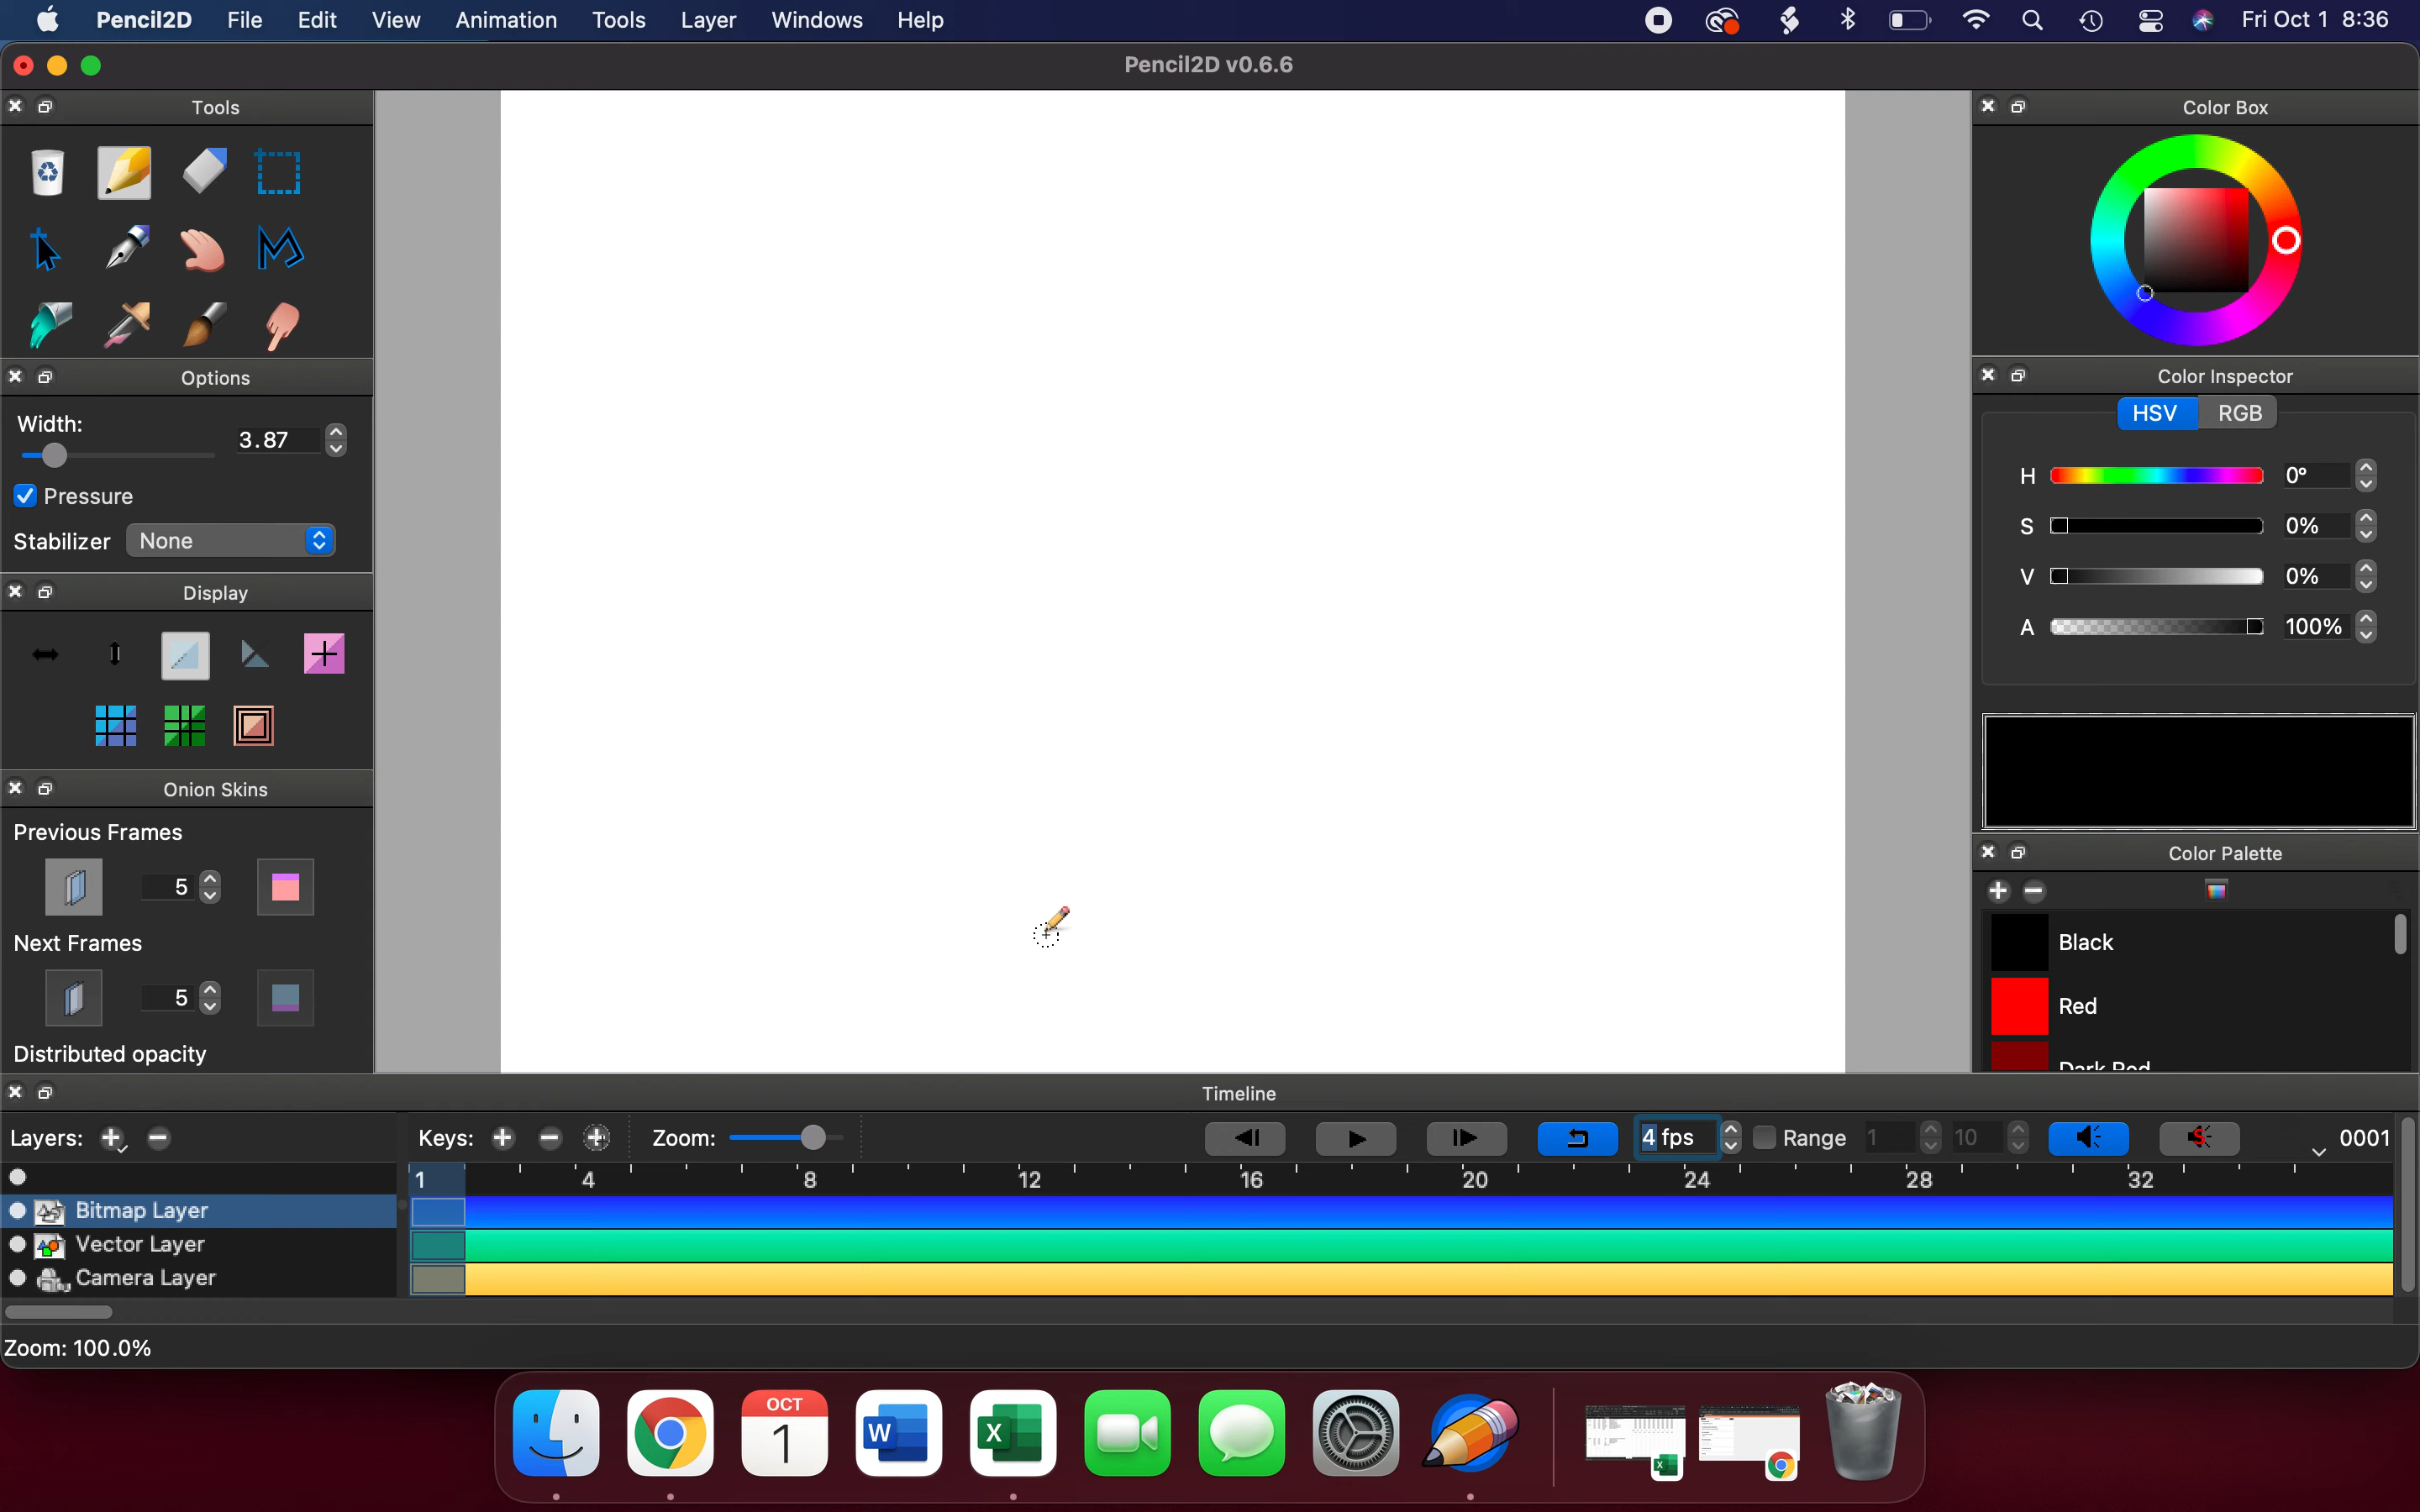 Pencil2D File Edit View Animation Tools Layer Windows Help Fri Oct 1 8:36
Pencil2D v0.6.6
Tools
Options
Width:
3.87
Pressure
Stabilizer None
Display
Onion Skins
Previous Frames
5
Next Frames
5
Distributed opacity
Color Box
Color Inspector
HSV RGB
H 0°
S 0%
V 0%
A 100%
Color Palette
Black
Red
Dark Red
Timeline
Layers: Keys: Zoom: 4 fps Range 1 10 S 0001
1 4 8 12 16 20 24 28 32
Bitmap Layer
Vector Layer
Camera Layer
Zoom: 100.0%
OCT
1
W
X
X